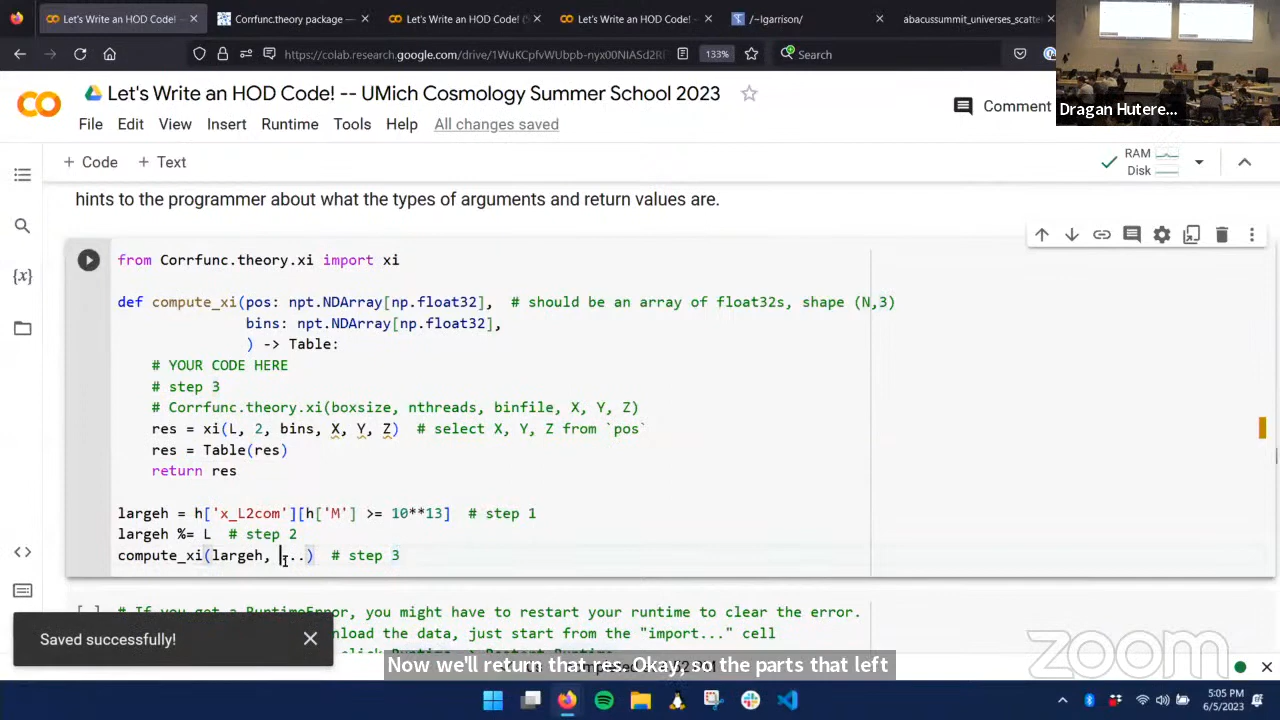 Let's Write an HOD Code!
Corrfunc.theory package
Let's Write an HOD Code!
Let's Write an HOD Code! —
~lgarrison/
abacussummit_universes_scatte
https://colab.research.google.com/
Search
Let's Write an HOD Code! -- UMich Cosmology Summer School 2023
Comment
Dragan Hutere...
File Edit View Insert Runtime Tools Help All changes saved
+ Code + Text
RAM
Disk
hints to the programmer about what the types of arguments and return values are.
from Corrfunc.theory.xi import xi
def compute_xi(pos: npt.NDArray[np.float32], # should be an array of float32s, shape (N,3)
bins: npt.NDArray[np.float32],
) -> Table:
# YOUR CODE HERE
# step 3
# Corrfunc.theory.xi(boxsize, nthreads, binfile, X, Y, Z)
res = xi(L, 2, bins, X, Y, Z) # select X, Y, Z from `pos`
res = Table(res)
return res
largeh = h['x_L2com'][h['M'] >= 10**13] # step 1
largeh %= L # step 2
compute_xi(largeh, ...) # step 3
{x}
[ ] # If you get a RuntimeError, you might have to restart your runtime to clear the error.
nload the data, just start from the "import..." cell
Saved successfully!
Now we'll return that res. Okay, so the parts that left
zoom
5:05 PM
6/5/2023